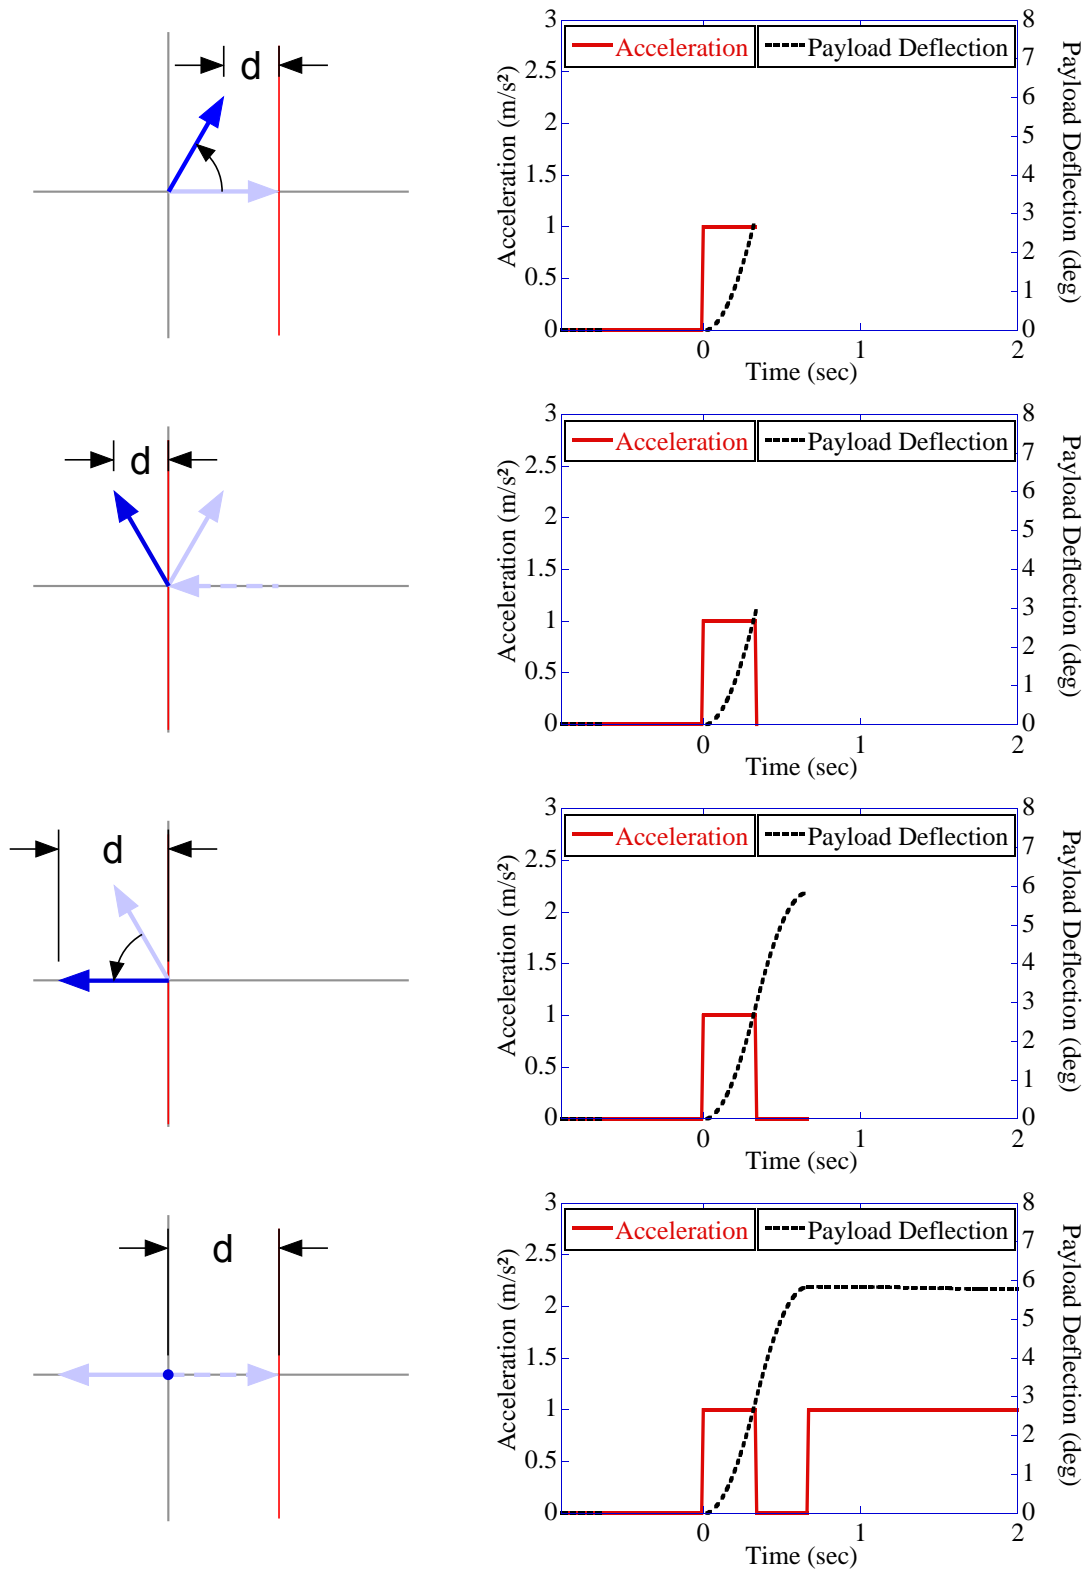 d
3
2.5
2
1.5
1
0.5
0
Acceleration (m/s²)
Acceleration
Payload Deflection
8
7
6
5
4
3
2
1
0
Payload Deflection (deg)
0 1 2
Time (sec)
d
3
2.5
2
1.5
1
0.5
0
Acceleration (m/s²)
Acceleration
Payload Deflection
8
7
6
5
4
3
2
1
0
Payload Deflection (deg)
0 1 2
Time (sec)
d
3
2.5
2
1.5
1
0.5
0
Acceleration (m/s²)
Acceleration
Payload Deflection
8
7
6
5
4
3
2
1
0
Payload Deflection (deg)
0 1 2
Time (sec)
d
3
2.5
2
1.5
1
0.5
0
Acceleration (m/s²)
Acceleration
Payload Deflection
8
7
6
5
4
3
2
1
0
Payload Deflection (deg)
0 1 2
Time (sec)